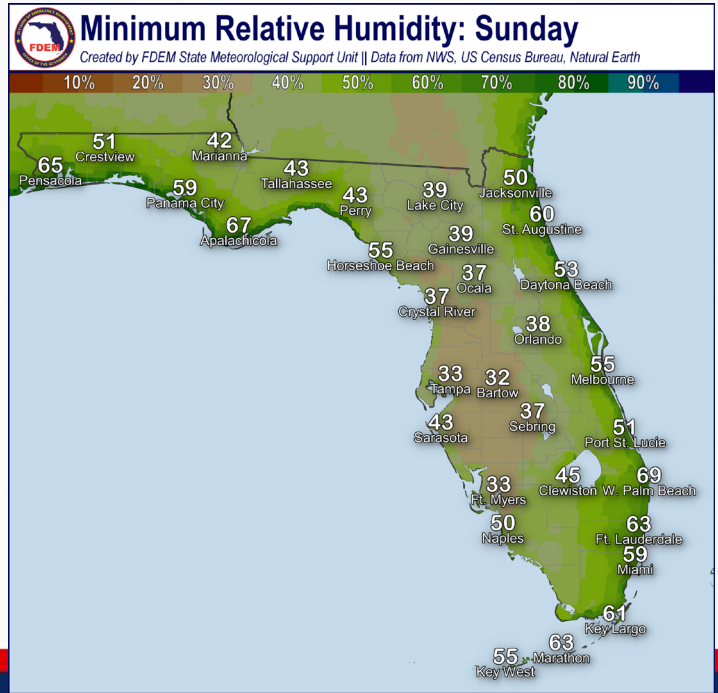 FDEM
Minimum Relative Humidity: Sunday
Created by FDEM State Meteorological Support Unit || Data from NWS, US Census Bureau, Natural Earth
10% 20% 30% 40% 50% 60% 70% 80% 90%
51
Crestview
42
Marianna
65
Pensacola
43
Tallahassee
50
Jacksonville
59
Panama City
43
Perry
39
Lake City
67
Apalachicola
60
St. Augustine
39
Gainesville
55
Horseshoe Beach
37
Ocala
53
Daytona Beach
37
Crystal River
38
Orlando
33
Tampa
32
Bartow
55
Melbourne
43
Sarasota
37
Sebring
51
Port St. Lucie
33
Ft. Myers
45
Clewiston
69
W. Palm Beach
50
Naples
63
Ft. Lauderdale
59
Miami
61
Key Largo
63
Marathon
55
Key West